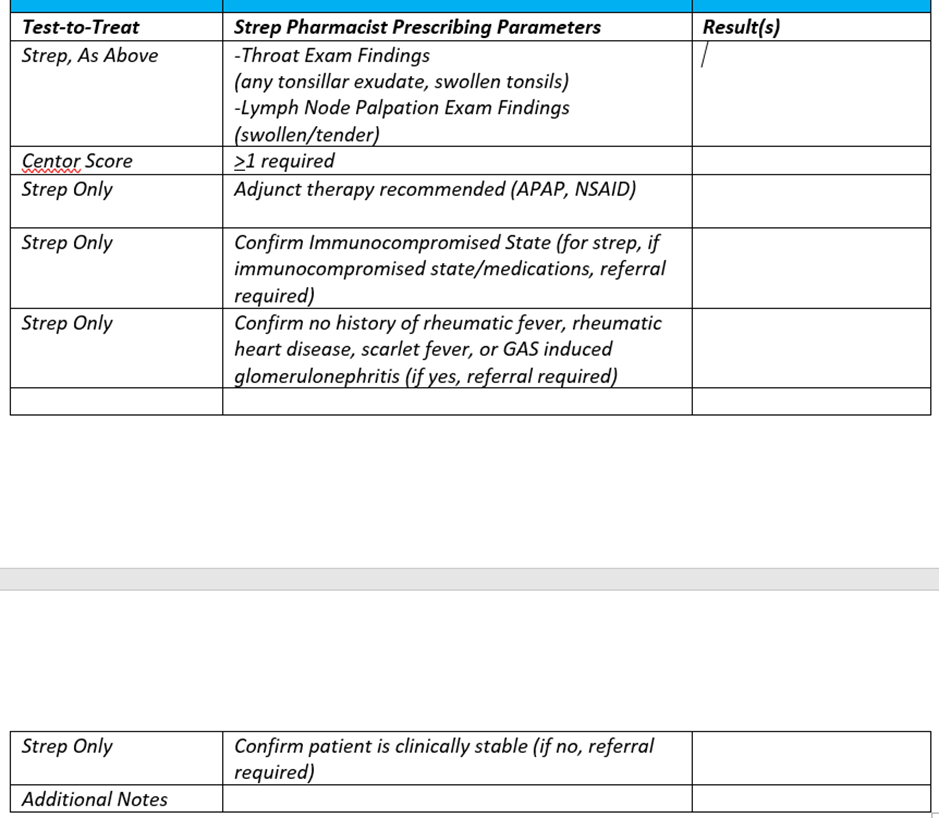 Test-to-Treat Strep Pharmacist Prescribing Parameters Result(s)
Strep, As Above -Throat Exam Findings
(any tonsillar exudate, swollen tonsils)
-Lymph Node Palpation Exam Findings
(swollen/tender)
Centor Score ≥1 required
Strep Only Adjunct therapy recommended (APAP, NSAID)
Strep Only Confirm Immunocompromised State (for strep, if
immunocompromised state/medications, referral
required)
Strep Only Confirm no history of rheumatic fever, rheumatic
heart disease, scarlet fever, or GAS induced
glomerulonephritis (if yes, referral required)
Strep Only Confirm patient is clinically stable (if no, referral
required)
Additional Notes